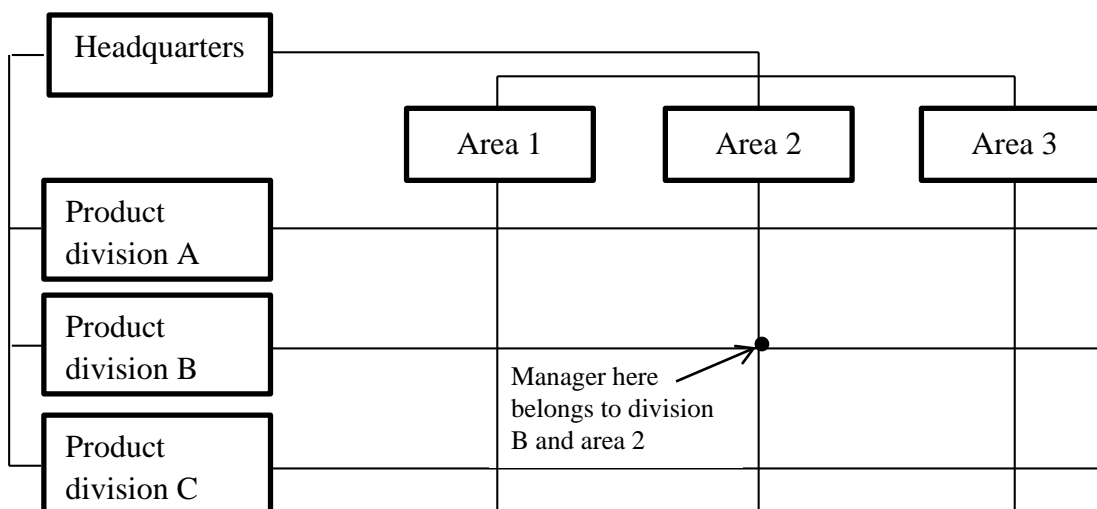 Headquarters
Area 1
Area 2
Area 3
Product
division A
Product
division B
Manager here
belongs to division
B and area 2
Product
division C